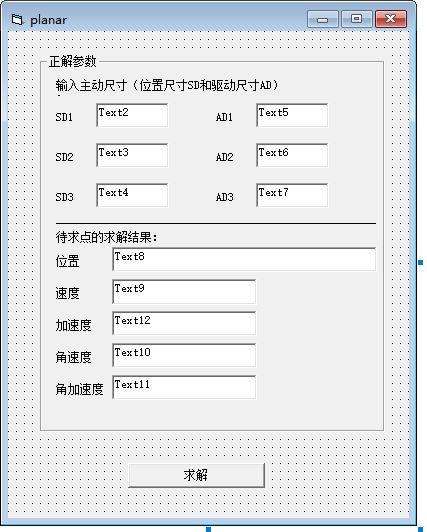 planar
正解参数
输入主动尺寸（位置尺寸SD和驱动尺寸AD）
SD1 Text2 AD1 Text5
SD2 Text3 AD2 Text6
SD3 Text4 AD3 Text7
待求点的求解结果:
位置 Text8
速度 Text9
加速度 Text12
角速度 Text10
角加速度 Text11
求解